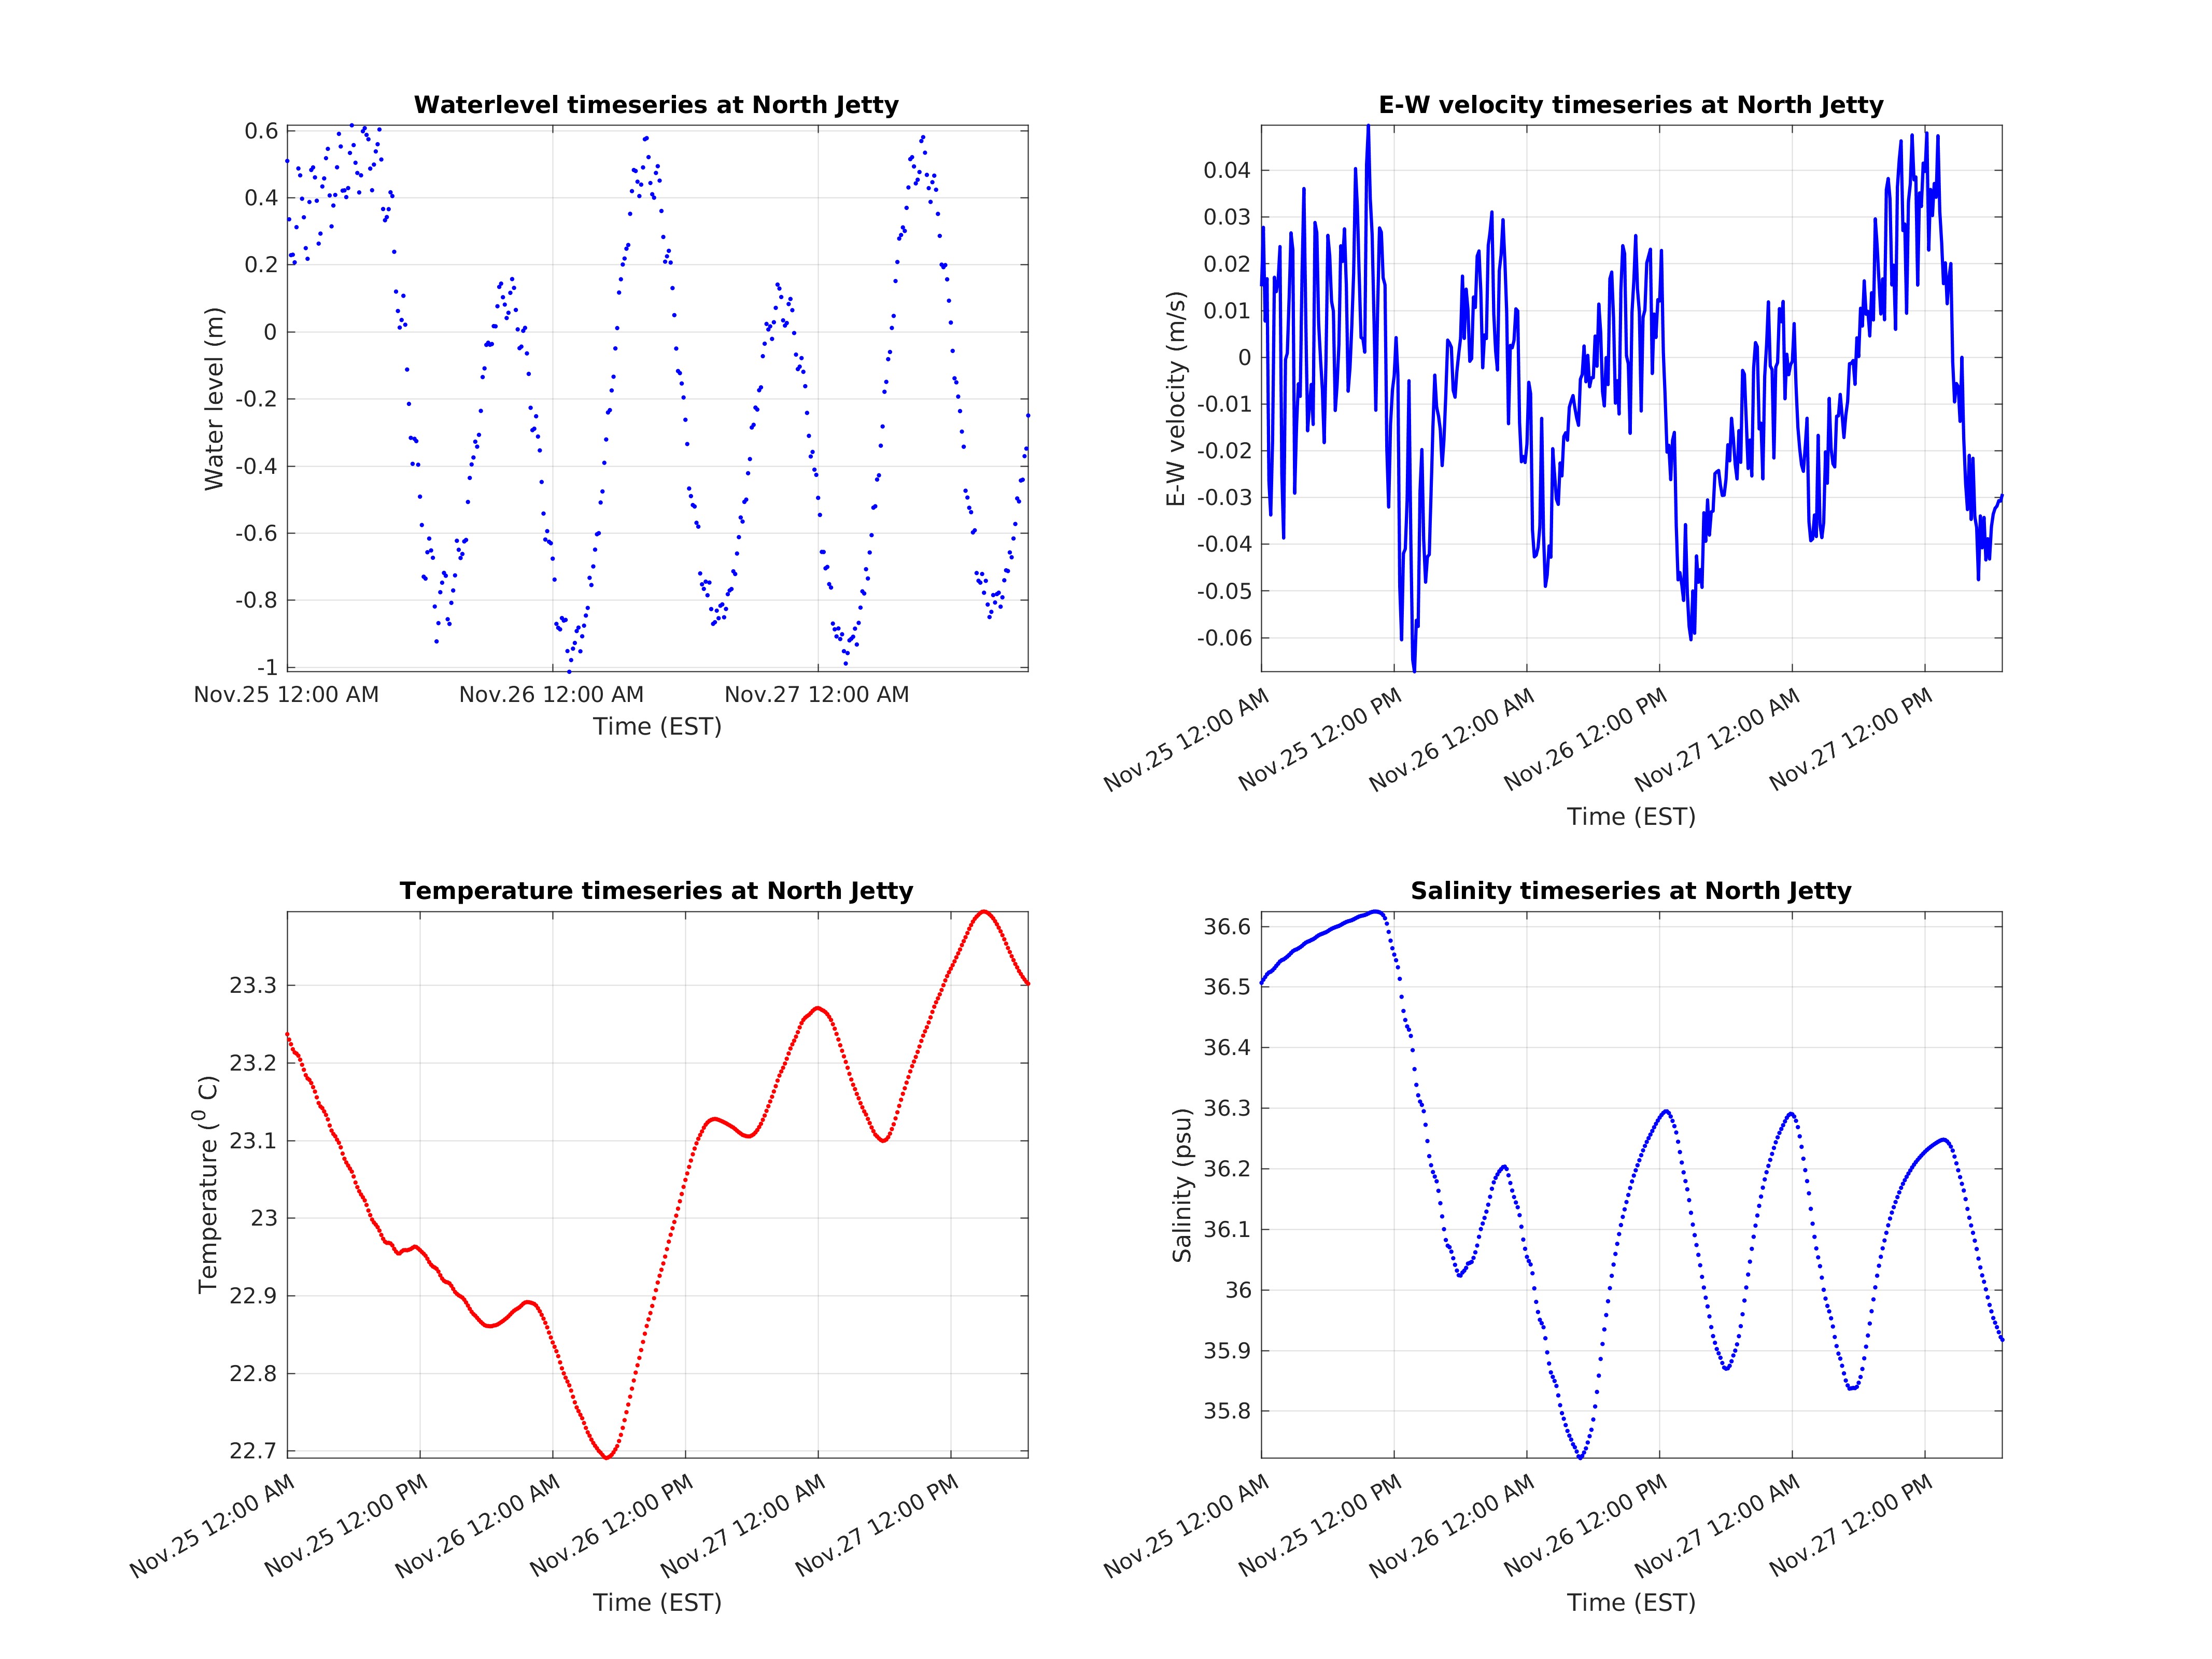 Waterlevel timeseries at North Jetty
0.6
0.4
0.2
0
-0.2
-0.4
-0.6
-0.8
-1
Water level (m)
Nov.25 12:00 AM
Nov.26 12:00 AM
Nov.27 12:00 AM
Time (EST)
E-W velocity timeseries at North Jetty
0.04
0.03
0.02
0.01
0
-0.01
-0.02
-0.03
-0.04
-0.05
-0.06
E-W velocity (m/s)
Nov.25 12:00 AM
Nov.25 12:00 PM
Nov.26 12:00 AM
Nov.26 12:00 PM
Nov.27 12:00 AM
Nov.27 12:00 PM
Time (EST)
Temperature timeseries at North Jetty
23.3
23.2
23.1
23
22.9
22.8
22.7
Temperature (⁰ C)
Nov.25 12:00 AM
Nov.25 12:00 PM
Nov.26 12:00 AM
Nov.26 12:00 PM
Nov.27 12:00 AM
Nov.27 12:00 PM
Time (EST)
Salinity timeseries at North Jetty
36.6
36.5
36.4
36.3
36.2
36.1
36
35.9
35.8
Salinity (psu)
Nov.25 12:00 AM
Nov.25 12:00 PM
Nov.26 12:00 AM
Nov.26 12:00 PM
Nov.27 12:00 AM
Nov.27 12:00 PM
Time (EST)